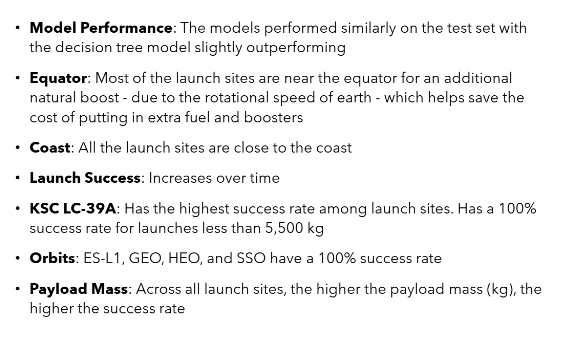 • Model Performance: The models performed similarly on the test set with
the decision tree model slightly outperforming
• Equator: Most of the launch sites are near the equator for an additional
natural boost - due to the rotational speed of earth - which helps save the
cost of putting in extra fuel and boosters
• Coast: All the launch sites are close to the coast
• Launch Success: Increases over time
• KSC LC-39A: Has the highest success rate among launch sites. Has a 100%
success rate for launches less than 5,500 kg
• Orbits: ES-L1, GEO, HEO, and SSO have a 100% success rate
• Payload Mass: Across all launch sites, the higher the payload mass (kg), the
higher the success rate